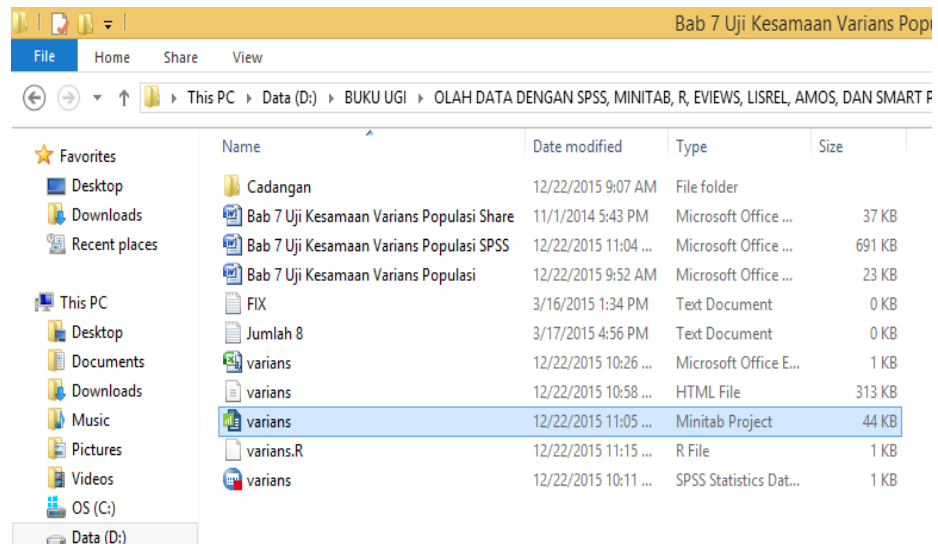 Bab 7 Uji Kesamaan Varians Popu
File Home Share View
This PC Data (D:) BUKU UGI OLAH DATA DENGAN SPSS, MINITAB, R, EVIEWS, LISREL, AMOS, DAN SMART P
Name Date modified Type Size
Favorites
Desktop
Downloads
Recent places
This PC
Desktop
Documents
Downloads
Music
Pictures
Videos
OS (C:)
Data (D:)
Cadangan 12/22/2015 9:07 AM File folder
Bab 7 Uji Kesamaan Varians Populasi Share 11/1/2014 5:43 PM Microsoft Office ... 37 KB
Bab 7 Uji Kesamaan Varians Populasi SPSS 12/22/2015 11:04 ... Microsoft Office ... 691 KB
Bab 7 Uji Kesamaan Varians Populasi 12/22/2015 9:52 AM Microsoft Office ... 23 KB
FIX 3/16/2015 1:34 PM Text Document 0 KB
Jumlah 8 3/17/2015 4:56 PM Text Document 0 KB
varians 12/22/2015 10:26 ... Microsoft Office E... 1 KB
varians 12/22/2015 10:58 ... HTML File 313 KB
varians 12/22/2015 11:05 ... Minitab Project 44 KB
varians.R 12/22/2015 11:15 ... R File 1 KB
varians 12/22/2015 10:11 ... SPSS Statistics Dat... 1 KB